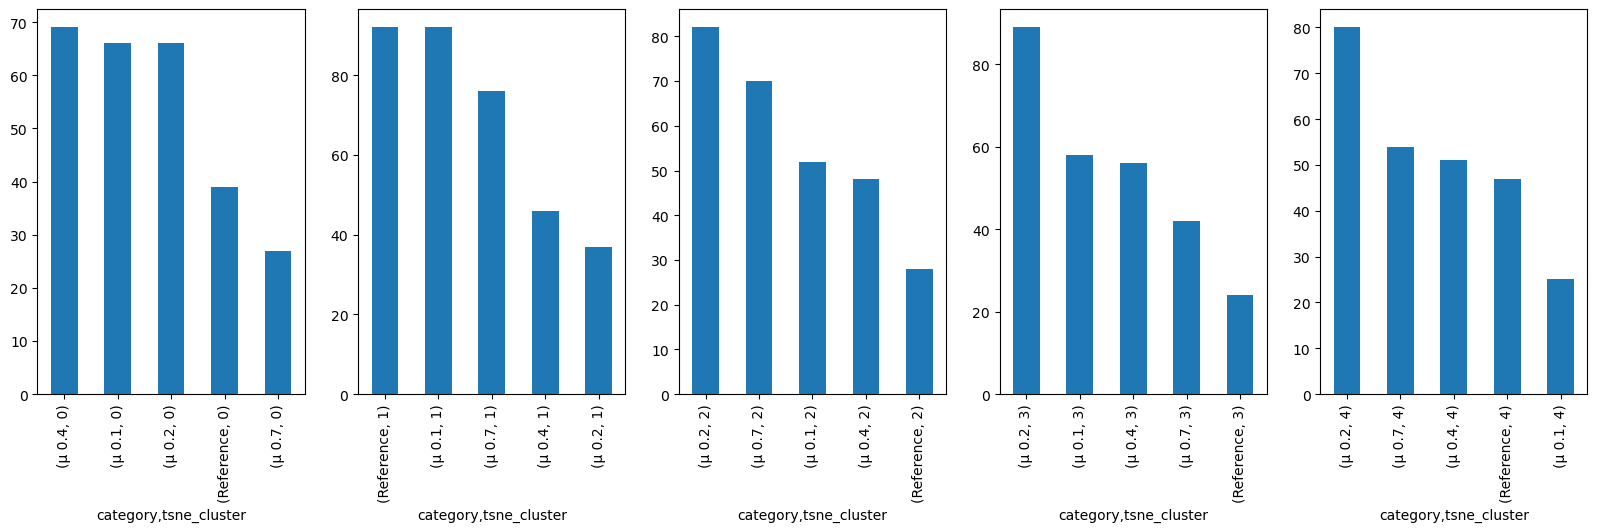 70
60
50
40
30
20
10
0
(μ 0.4, 0)
(μ 0.1, 0)
(μ 0.2, 0)
(Reference, 0)
(μ 0.7, 0)
category,tsne_cluster
80
60
40
20
0
(Reference, 1)
(μ 0.1, 1)
(μ 0.7, 1)
(μ 0.4, 1)
(μ 0.2, 1)
category,tsne_cluster
80
70
60
50
40
30
20
10
0
(μ 0.2, 2)
(μ 0.7, 2)
(μ 0.1, 2)
(μ 0.4, 2)
(Reference, 2)
category,tsne_cluster
80
60
40
20
0
(μ 0.2, 3)
(μ 0.1, 3)
(μ 0.4, 3)
(μ 0.7, 3)
(Reference, 3)
category,tsne_cluster
80
70
60
50
40
30
20
10
0
(μ 0.2, 4)
(μ 0.7, 4)
(μ 0.4, 4)
(Reference, 4)
(μ 0.1, 4)
category,tsne_cluster